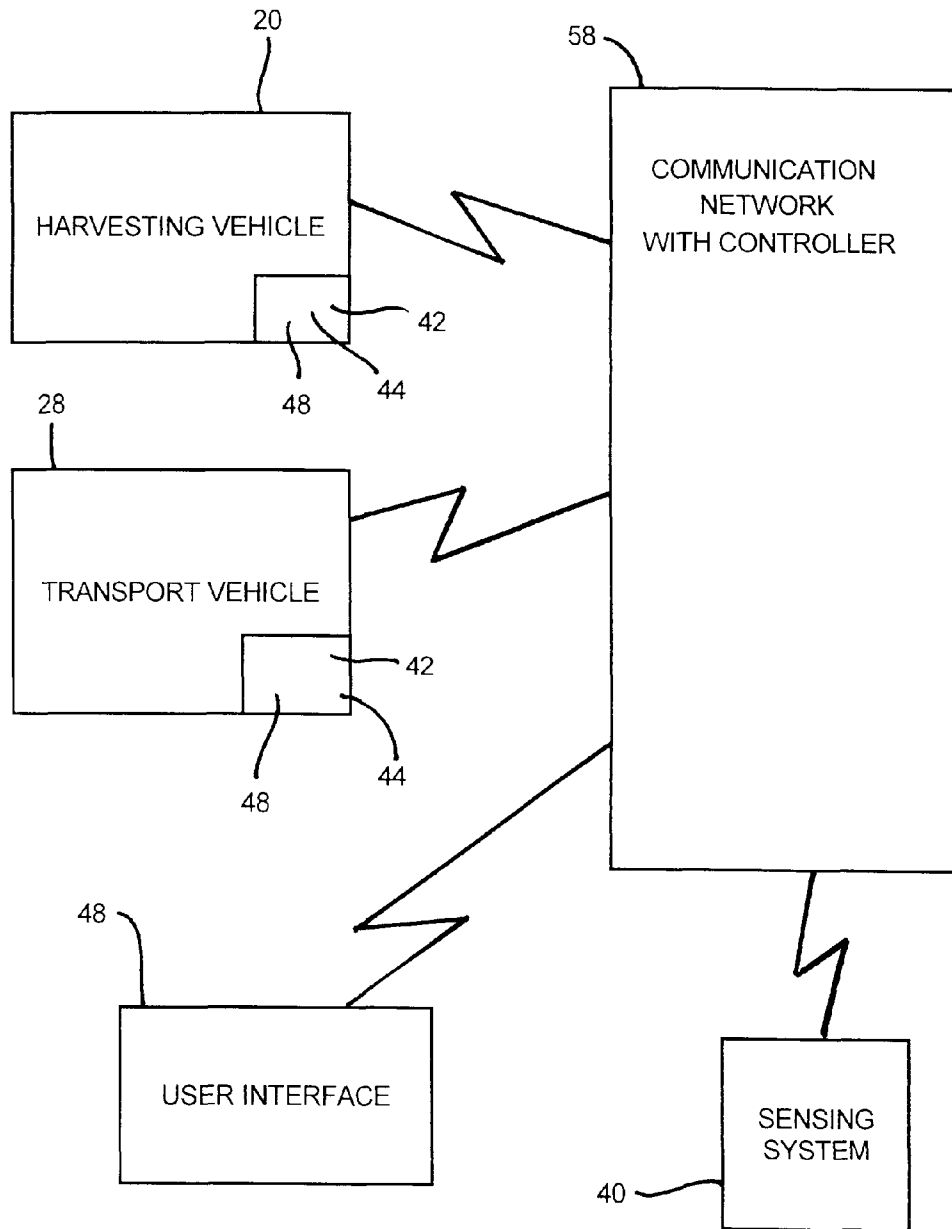 20
58
HARVESTING VEHICLE
COMMUNICATION
NETWORK
WITH CONTROLLER
42
48
44
28
TRANSPORT VEHICLE
42
48
44
48
USER INTERFACE
SENSING
SYSTEM
40